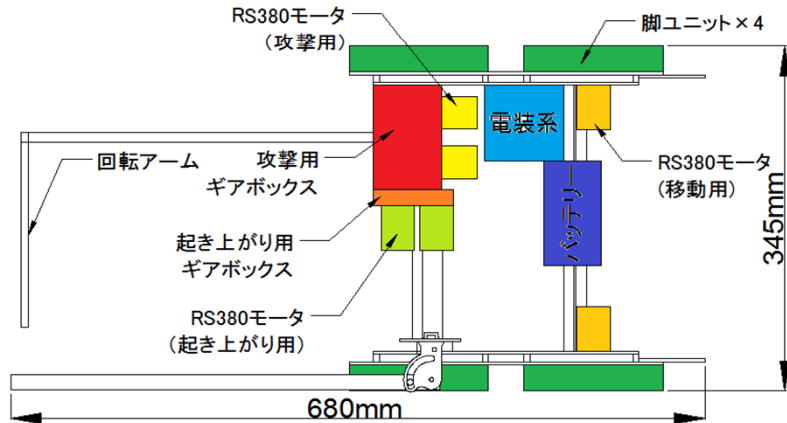 RS380モータ
(攻撃用)
脚ユニット×4
電装系
回転アーム
攻撃用
ギアボックス
RS380モータ
(移動用)
バッテリー
起き上がり用
ギアボックス
RS380モータ
(起き上がり用)
345mm
680mm